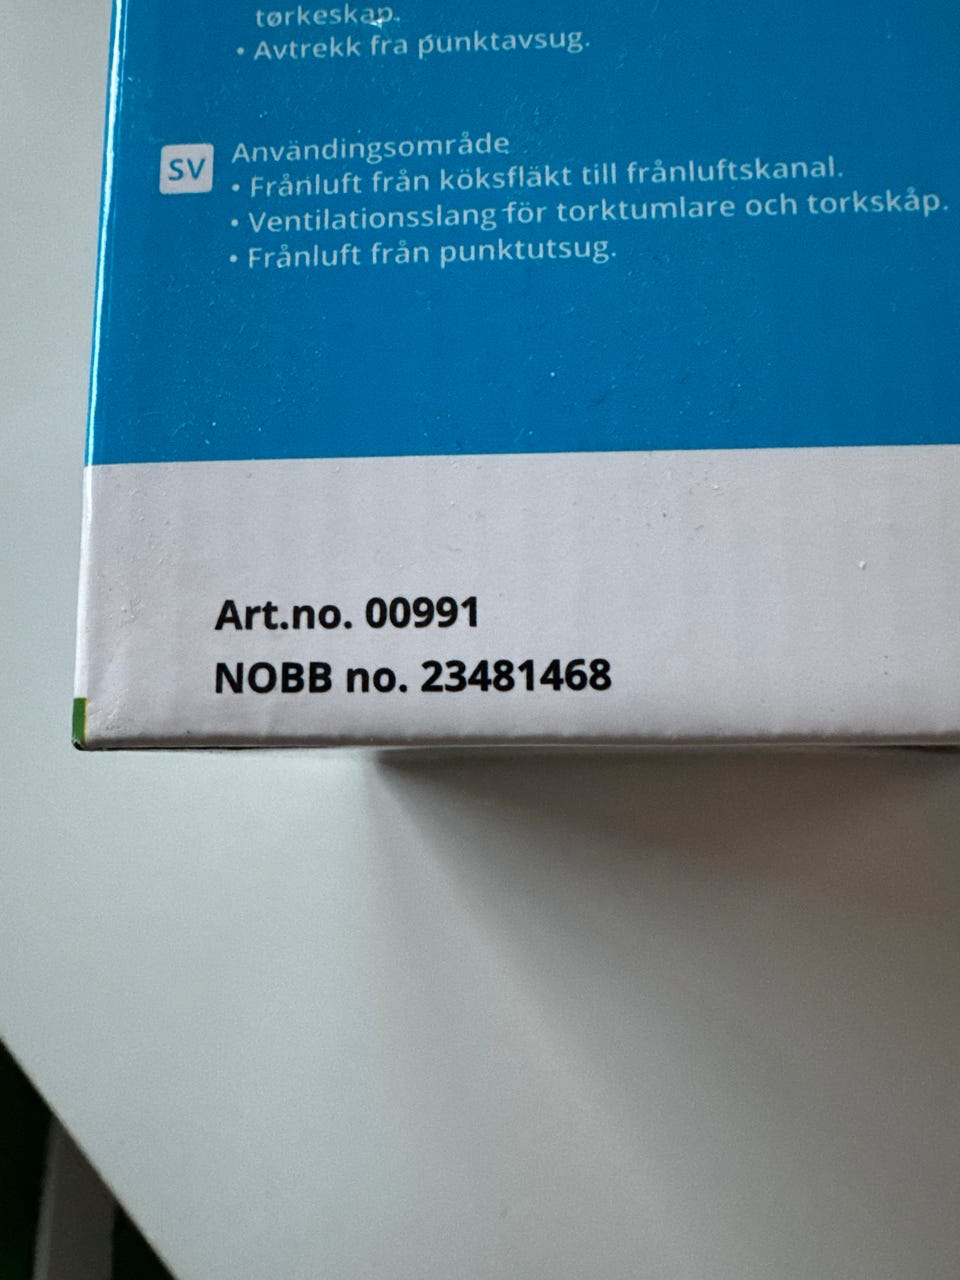 tørkeskap.
• Avtrekk fra punktavsug.
SV
Användingsområde
• Frånluft från köksfläkt till frånluftskanal.
• Ventilationsslang för torktumlare och torkskåp.
• Frånluft från punktutsug.
Art.no. 00991
NOBB no. 23481468